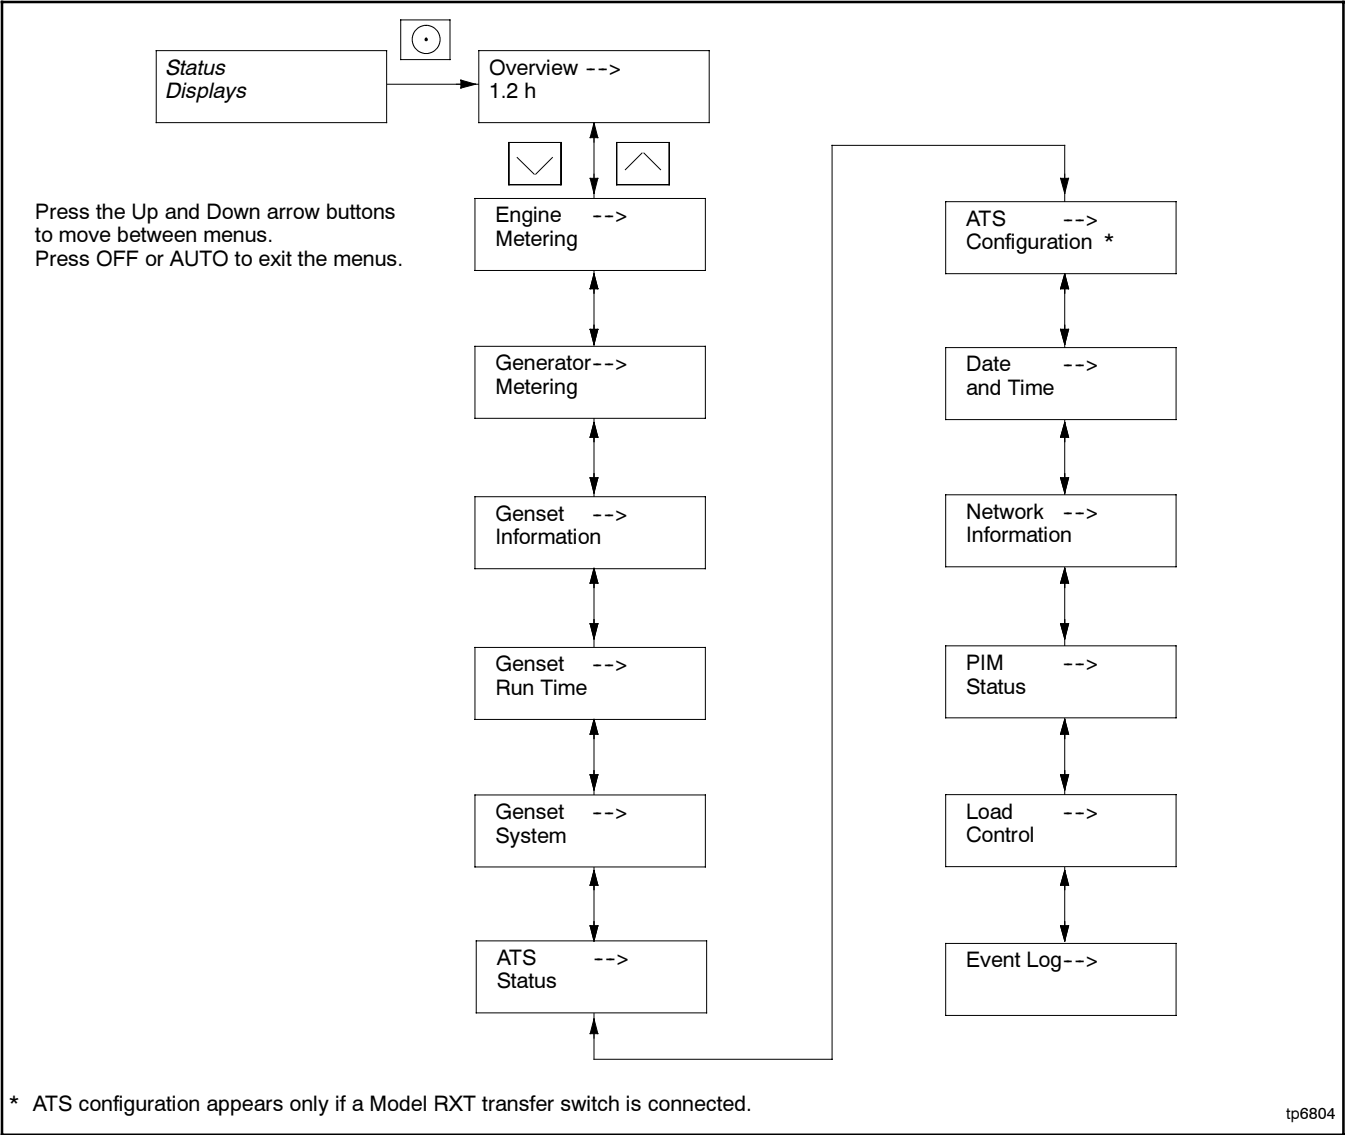 Status
Displays
Overview -->
1.2 h
Press the Up and Down arrow buttons
to move between menus.
Press OFF or AUTO to exit the menus.
Engine -->
Metering
Generator-->
Metering
Genset -->
Information
Genset -->
Run Time
Genset -->
System
ATS -->
Status
ATS -->
Configuration *
Date -->
and Time
Network -->
Information
PIM -->
Status
Load -->
Control
Event Log-->
* ATS configuration appears only if a Model RXT transfer switch is connected.
tp6804